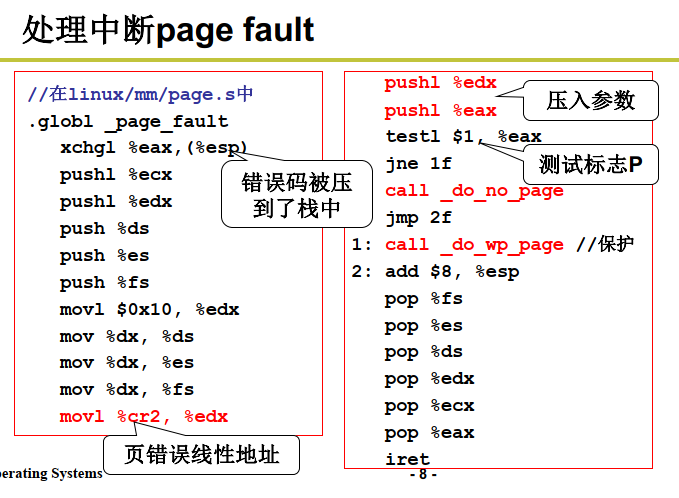 处理中断page fault
//在linux/mm/page.s中
.globl _page_fault
xchgl %eax,(%esp)
pushl %ecx
pushl %edx
push %ds
push %es
push %fs
movl $0x10, %edx
mov %dx, %ds
mov %dx, %es
mov %dx, %fs
movl %cr2, %edx
错误码被压
到了栈中
页错误线性地址
pushl %edx
pushl %eax
压入参数
testl $1, %eax
测试标志P
jne 1f
call _do_no_page
jmp 2f
1: call _do_wp_page //保护
2: add $8, %esp
pop %fs
pop %es
pop %ds
pop %edx
pop %ecx
pop %eax
iret
perating Systems
-8-